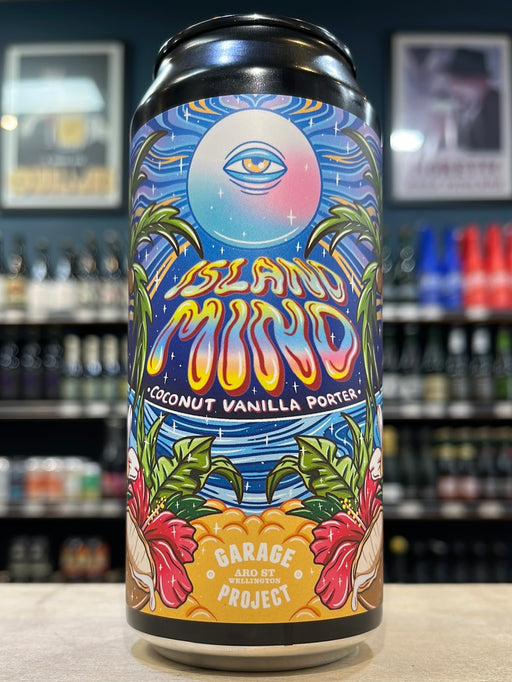 ISLAND
MIND
• COCONUT VANILLA PORTER •
GARAGE
ARO ST
WELLINGTON
PROJECT